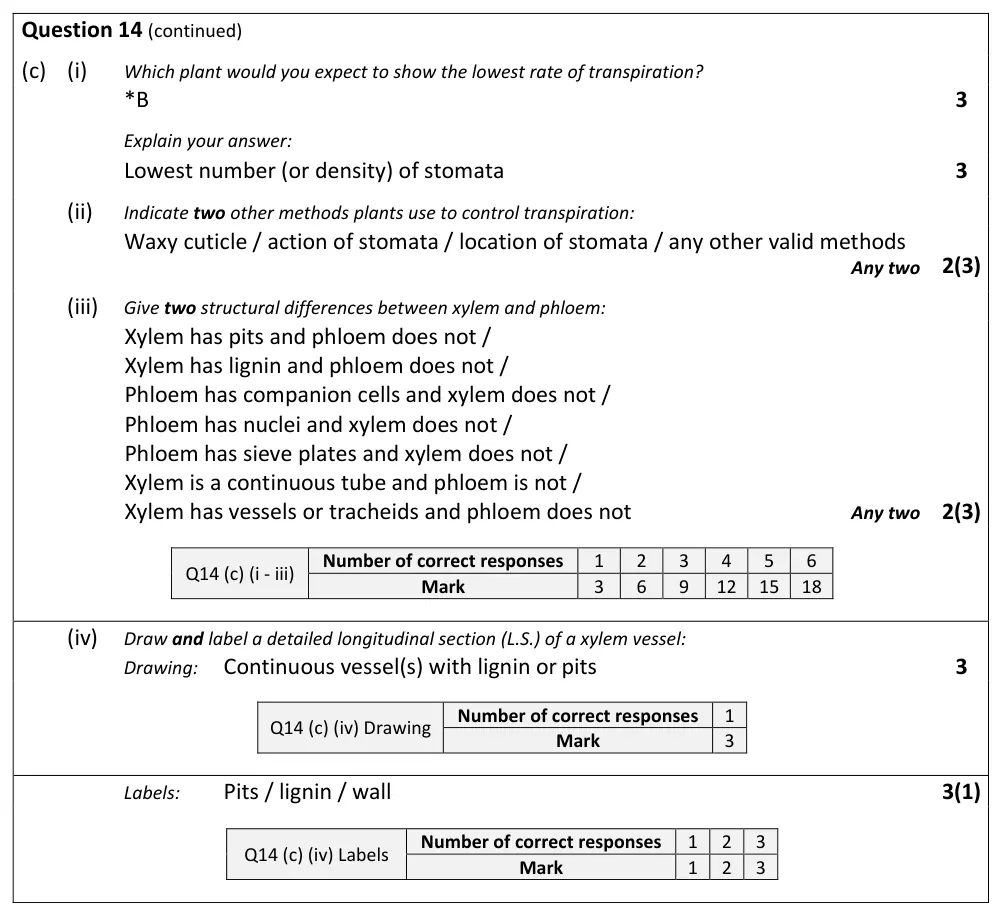 Question 14 (continued)
(c) (i) Which plant would you expect to show the lowest rate of transpiration?
*B 3
Explain your answer:
Lowest number (or density) of stomata 3
(ii) Indicate two other methods plants use to control transpiration:
Waxy cuticle / action of stomata / location of stomata / any other valid methods
Any two 2(3)
(iii) Give two structural differences between xylem and phloem:
Xylem has pits and phloem does not /
Xylem has lignin and phloem does not /
Phloem has companion cells and xylem does not /
Phloem has nuclei and xylem does not /
Phloem has sieve plates and xylem does not /
Xylem is a continuous tube and phloem is not /
Xylem has vessels or tracheids and phloem does not Any two 2(3)
Q14 (c) (i - iii) Number of correct responses 1 2 3 4 5 6
Mark 3 6 9 12 15 18
(iv) Draw and label a detailed longitudinal section (L.S.) of a xylem vessel:
Drawing: Continuous vessel(s) with lignin or pits 3
Q14 (c) (iv) Drawing Number of correct responses 1
Mark 3
Labels: Pits / lignin / wall 3(1)
Q14 (c) (iv) Labels Number of correct responses 1 2 3
Mark 1 2 3